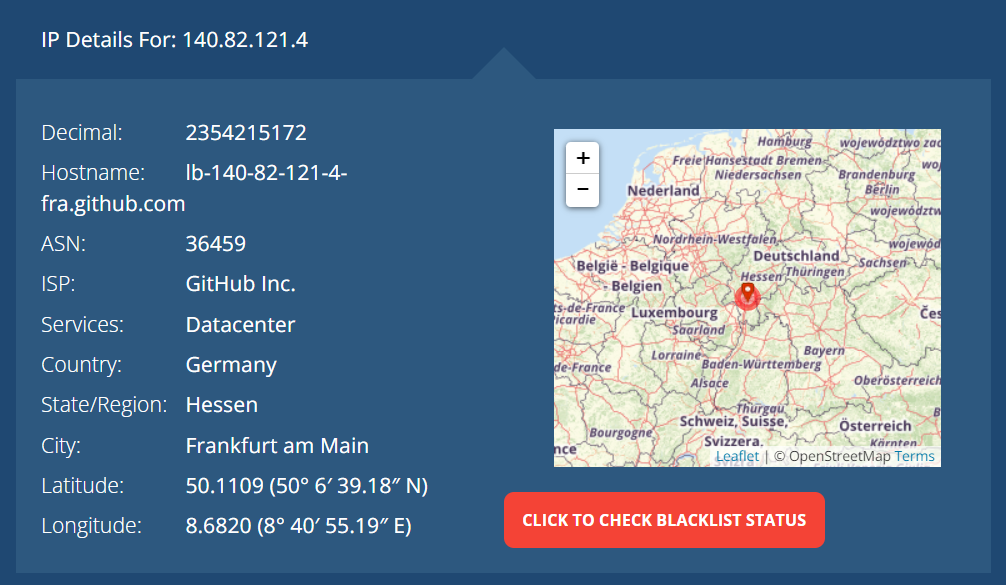 IP Details For: 140.82.121.4
Decimal: 2354215172
Hostname: lb-140-82-121-4-
fra.github.com
ASN: 36459
ISP: GitHub Inc.
Services: Datacenter
Country: Germany
State/Region: Hessen
City: Frankfurt am Main
Latitude: 50.1109 (50° 6′ 39.18″ N)
Longitude: 8.6820 (8° 40′ 55.19″ E)
+
−
Hamburg
województwo zac
Freie Hansestadt Bremen
Niedersachsen
Brandenburg
Berlin
Nederland
województw
Nordrhein-Westfalen
wojewód
Deutschland
Sachsen
België - Belgique
- Belgien
Hessen
Thüringen
ts-de-France
Picardie
Luxembourg
Saarland
Čes
Lorraine
Bayern
de-France
Baden-Württemberg
Alsace
Oberösterreich
Thurgau
Schweiz, Suisse,
Svizzera,
Österreich
Bourgogne
Kärnten
nce
Leaflet | © OpenStreetMap Terms
CLICK TO CHECK BLACKLIST STATUS